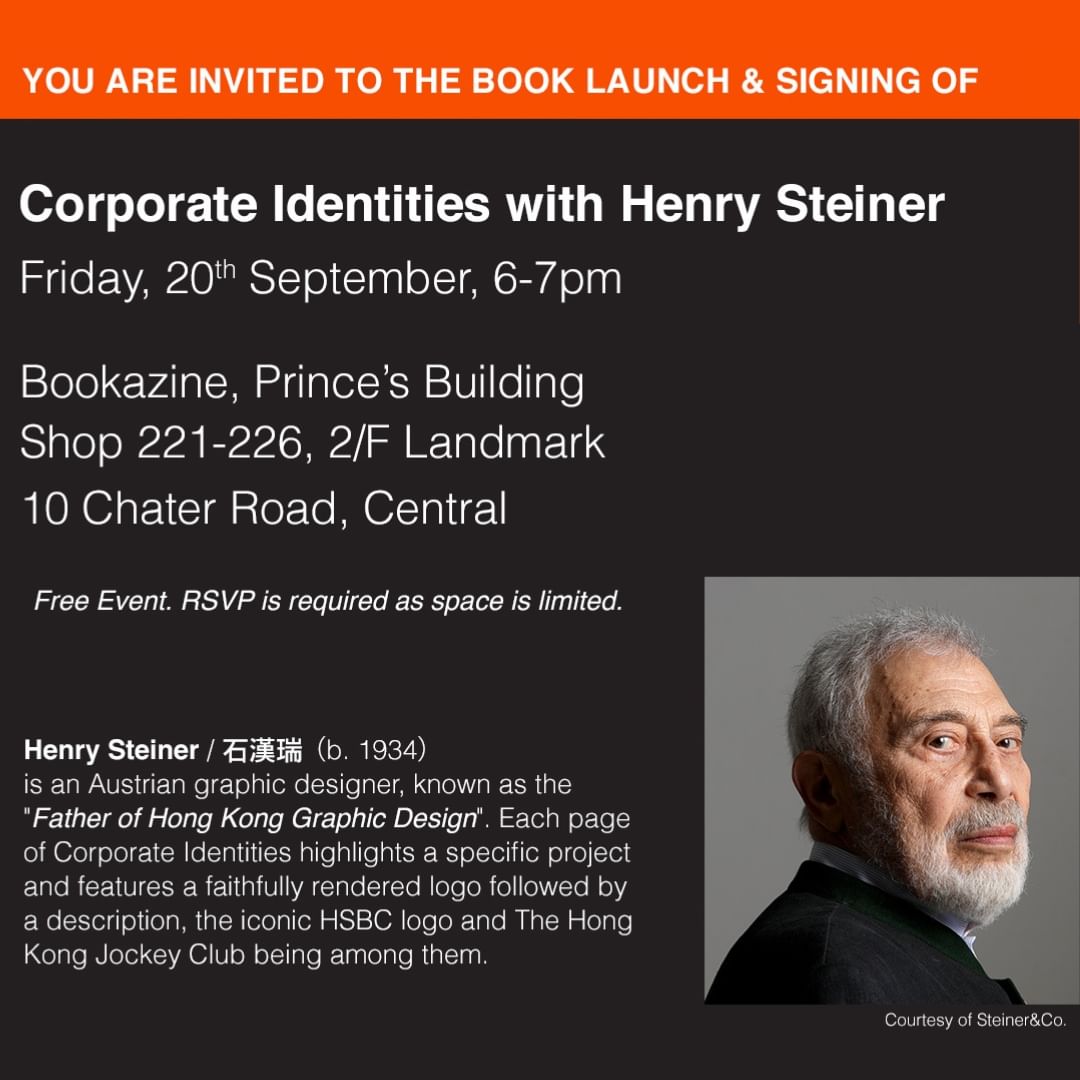 YOU ARE INVITED TO THE BOOK LAUNCH & SIGNING OF
Corporate Identities with Henry Steiner
Friday, 20th September, 6-7pm
Bookazine, Prince’s Building
Shop 221-226, 2/F Landmark
10 Chater Road, Central
Free Event. RSVP is required as space is limited.
Henry Steiner / 石漢瑞（b. 1934）
is an Austrian graphic designer, known as the
"Father of Hong Kong Graphic Design". Each page
of Corporate Identities highlights a specific project
and features a faithfully rendered logo followed by
a description, the iconic HSBC logo and The Hong
Kong Jockey Club being among them.
Courtesy of Steiner&Co.